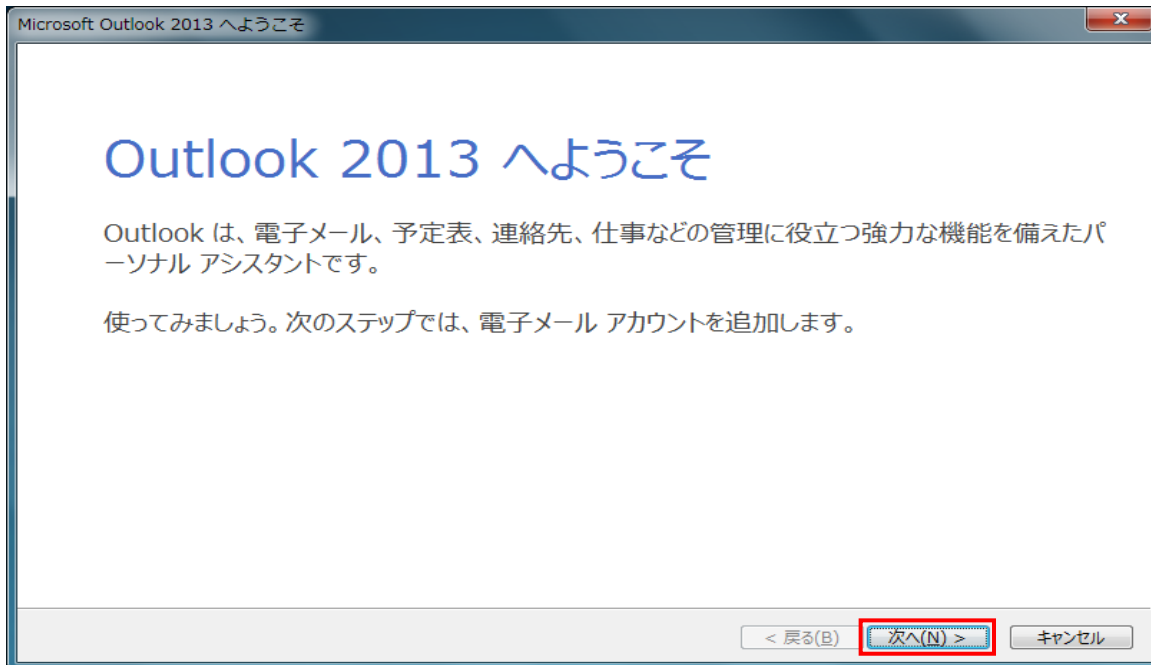 Microsoft Outlook 2013 へようこそ
Outlook 2013 へようこそ
Outlook は、電子メール、予定表、連絡先、仕事などの管理に役立つ強力な機能を備えたパ
ーソナル アシスタントです。
使ってみましょう。次のステップでは、電子メール アカウントを追加します。
< 戻る(B) 次へ(N) > キャンセル